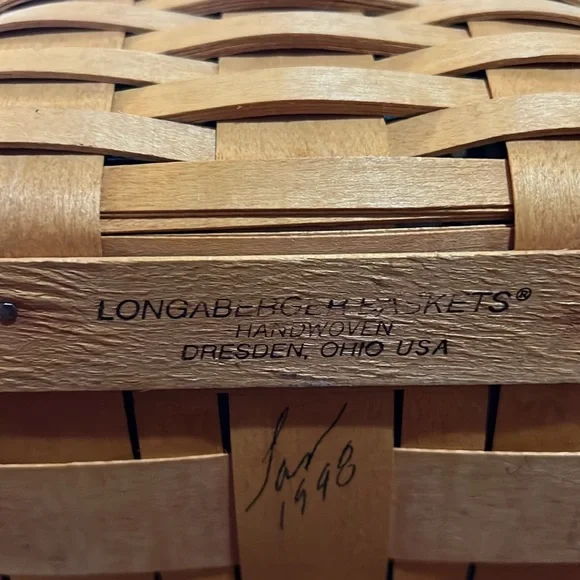 LONGABERGER BASKETS®
HANDWOVEN
DRESDEN, OHIO USA
1998